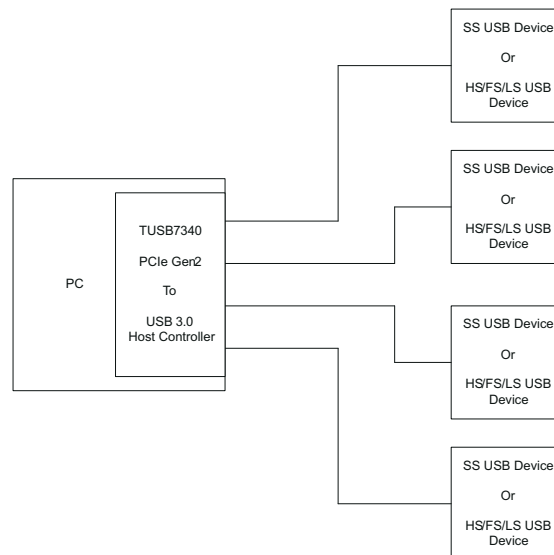 SS USB Device
Or
HS/FS/LS USB
Device
SS USB Device
Or
HS/FS/LS USB
Device
PC
TUSB7340
PCIe Gen2
To
USB 3.0
Host Controller
SS USB Device
Or
HS/FS/LS USB
Device
SS USB Device
Or
HS/FS/LS USB
Device